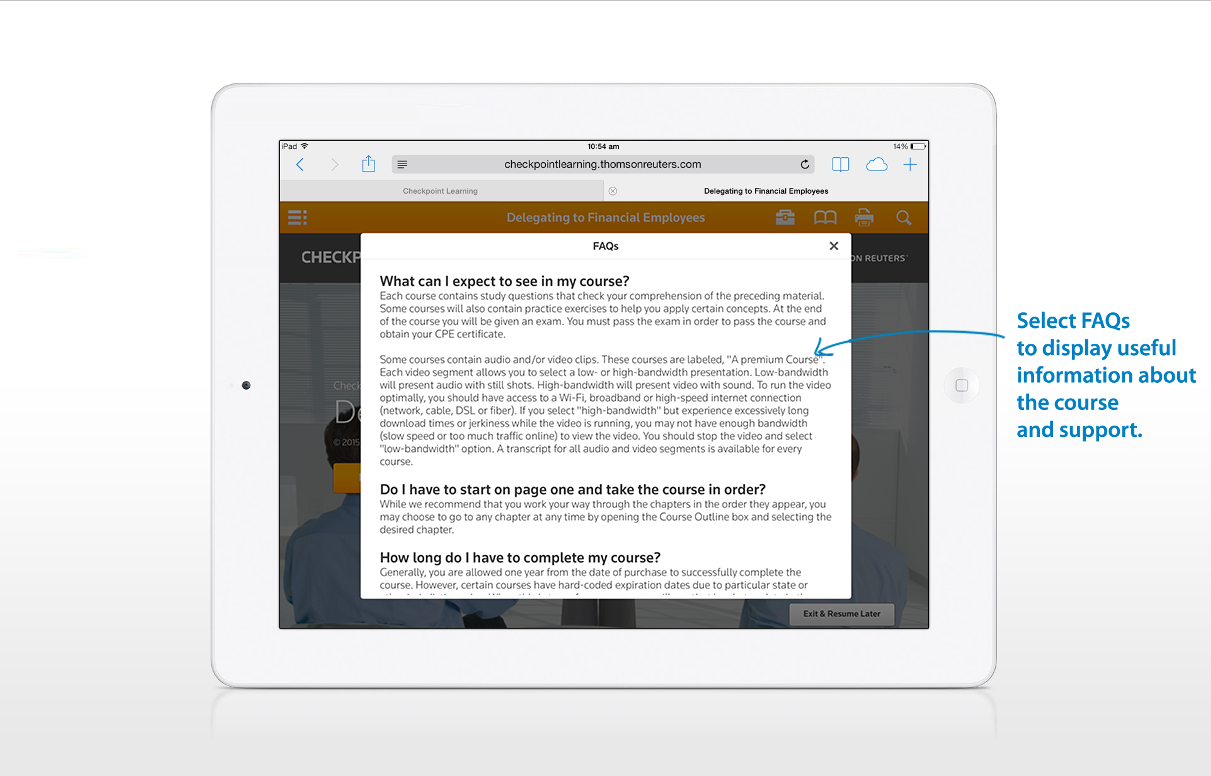 iPad
10:54 am
14%
checkpointlearning.thomsonreuters.com
Checkpoint Learning
Delegating to Financial Employees
Delegating to Financial Employees
CHECKP
ON REUTERS
FAQs
What can I expect to see in my course?
Each course contains study questions that check your comprehension of the preceding material.
Some courses will also contain practice exercises to help you apply certain concepts. At the end
of the course you will be given an exam. You must pass the exam in order to pass the course and
obtain your CPE certificate.
Some courses contain audio and/or video clips. These courses are labeled, "A premium Course".
Each video segment allows you to select a low- or high-bandwidth presentation. Low-bandwidth
will present audio with still shots. High-bandwidth will present video with sound. To run the video
optimally, you should have access to a Wi-Fi, broadband or high-speed internet connection
(network, cable, DSL or fiber). If you select "high-bandwidth" but experience excessively long
download times or jerkiness while the video is running, you may not have enough bandwidth
(slow speed or too much traffic online) to view the video. You should stop the video and select
"low-bandwidth" option. A transcript for all audio and video segments is available for every
course.
Do I have to start on page one and take the course in order?
While we recommend that you work your way through the chapters in the order they appear, you
may choose to go to any chapter at any time by opening the Course Outline box and selecting the
desired chapter.
How long do I have to complete my course?
Generally, you are allowed one year from the date of purchase to successfully complete the
course. However, certain courses have hard-coded expiration dates due to particular state or
Check
De
© 2015
Exit & Resume Later
Select FAQs
to display useful
information about
the course
and support.